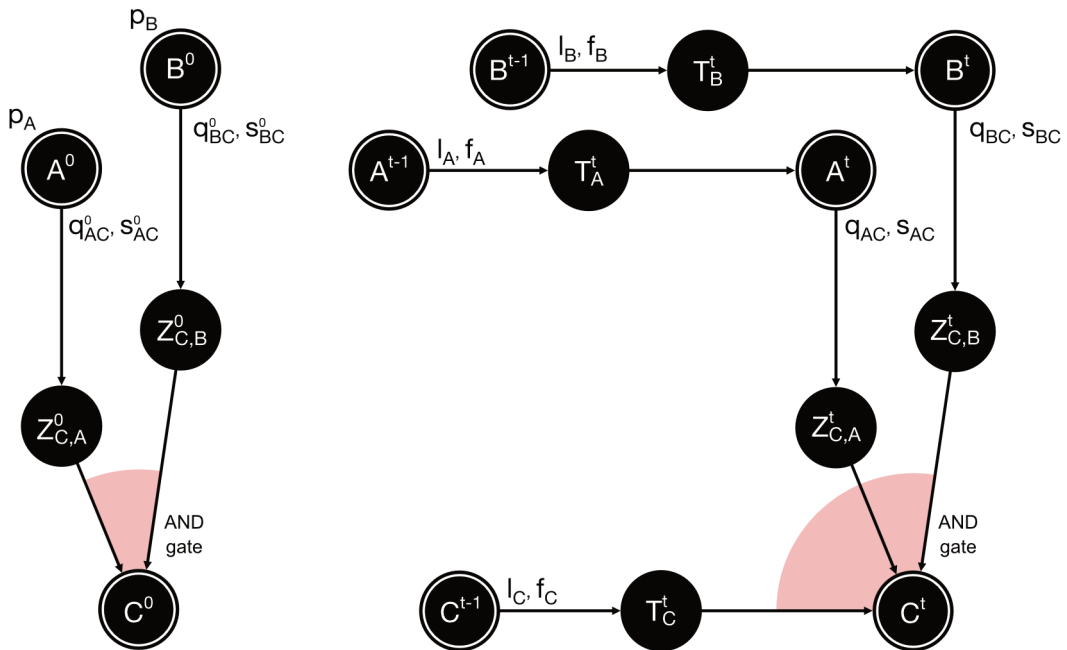 p_B
B^0
p_A
q^0_BC, s^0_BC
A^0
q^0_AC, s^0_AC
Z^0_C,B
Z^0_C,A
AND
gate
C^0
B^t-1
l_B, f_B
T^t_B
B^t
q_BC, s_BC
A^t-1
l_A, f_A
T^t_A
A^t
q_AC, s_AC
Z^t_C,B
Z^t_C,A
AND
gate
C^t-1
l_C, f_C
T^t_C
C^t